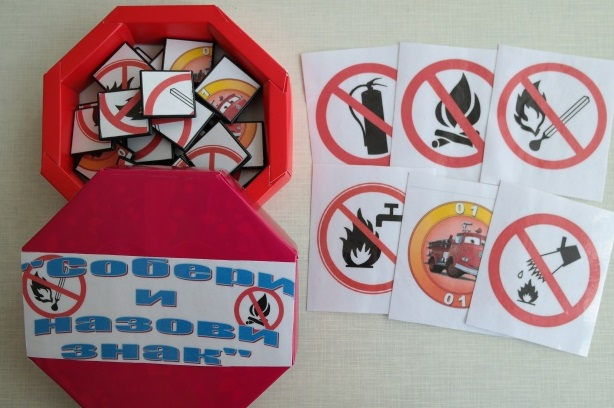 "Собери
и
назови
знак"
01
01